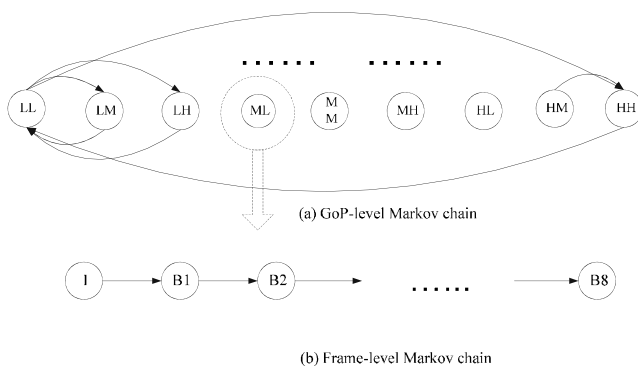 LL LM LH ML M M MH HL HM HH
(a) GoP-level Markov chain
I B1 B2 B8
(b) Frame-level Markov chain